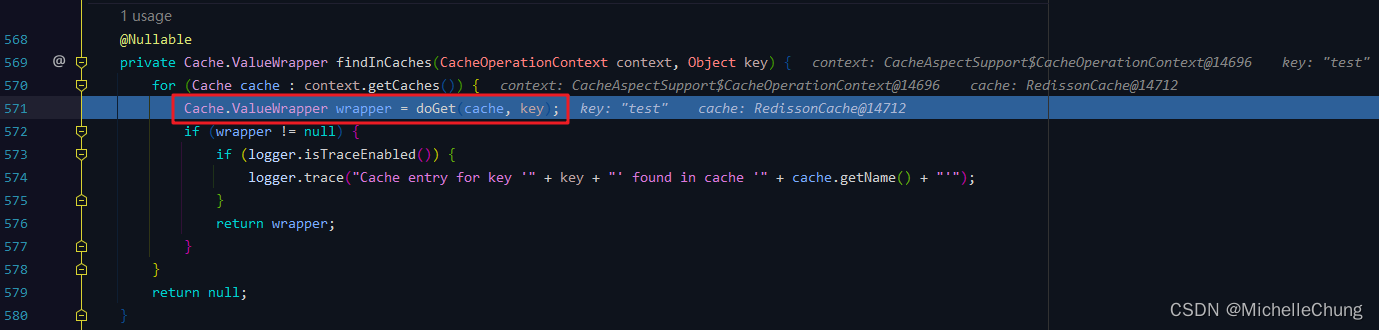 1 usage
568 @Nullable
569 @ private Cache.ValueWrapper findInCaches(CacheOperationContext context, Object key) { context: CacheAspectSupport$CacheOperationContext@14696 key: "test"
570 for (Cache cache : context.getCaches()) { context: CacheAspectSupport$CacheOperationContext@14696 cache: RedissonCache@14712
571 Cache.ValueWrapper wrapper = doGet(cache, key); key: "test" cache: RedissonCache@14712
572 if (wrapper != null) {
573 if (logger.isTraceEnabled()) {
574 logger.trace("Cache entry for key '" + key + "' found in cache '" + cache.getName() + "'");
575 }
576 return wrapper;
577 }
578 }
579 return null;
580 }
CSDN @MichelleChung